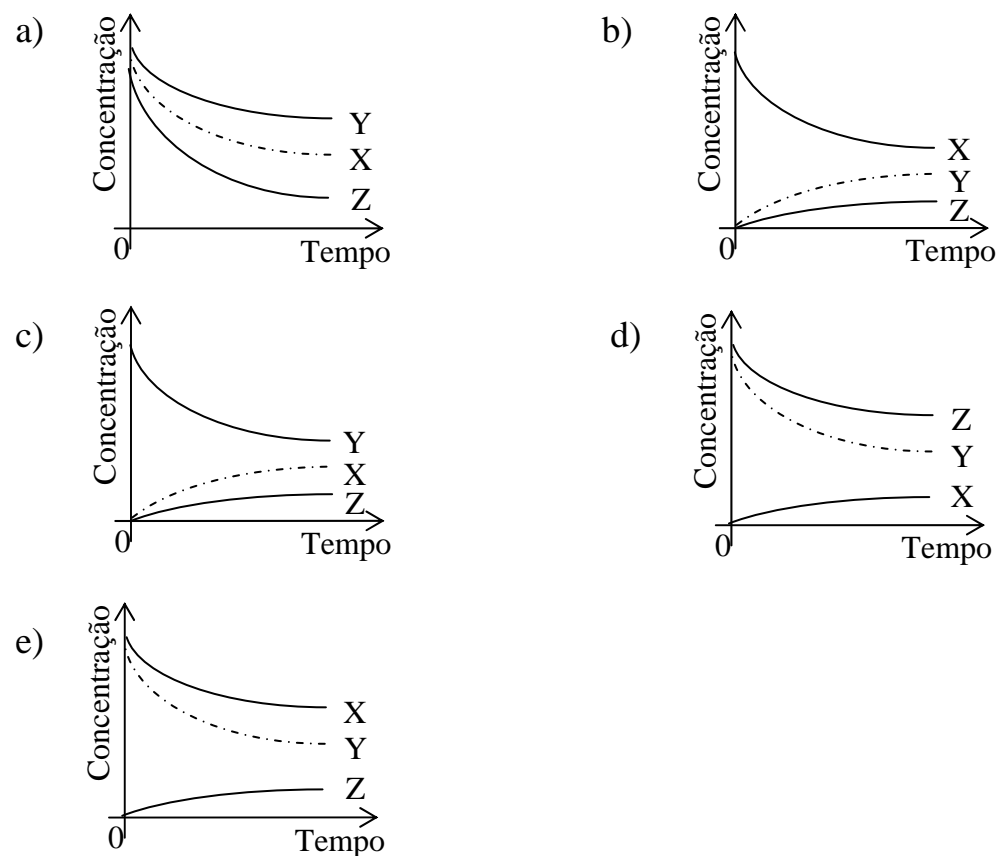 a)
Concentração
Y
X
Z
0
Tempo
b)
Concentração
X
Y
Z
0
Tempo
c)
Concentração
Y
X
Z
0
Tempo
d)
Concentração
Z
Y
X
0
Tempo
e)
Concentração
X
Y
Z
0
Tempo